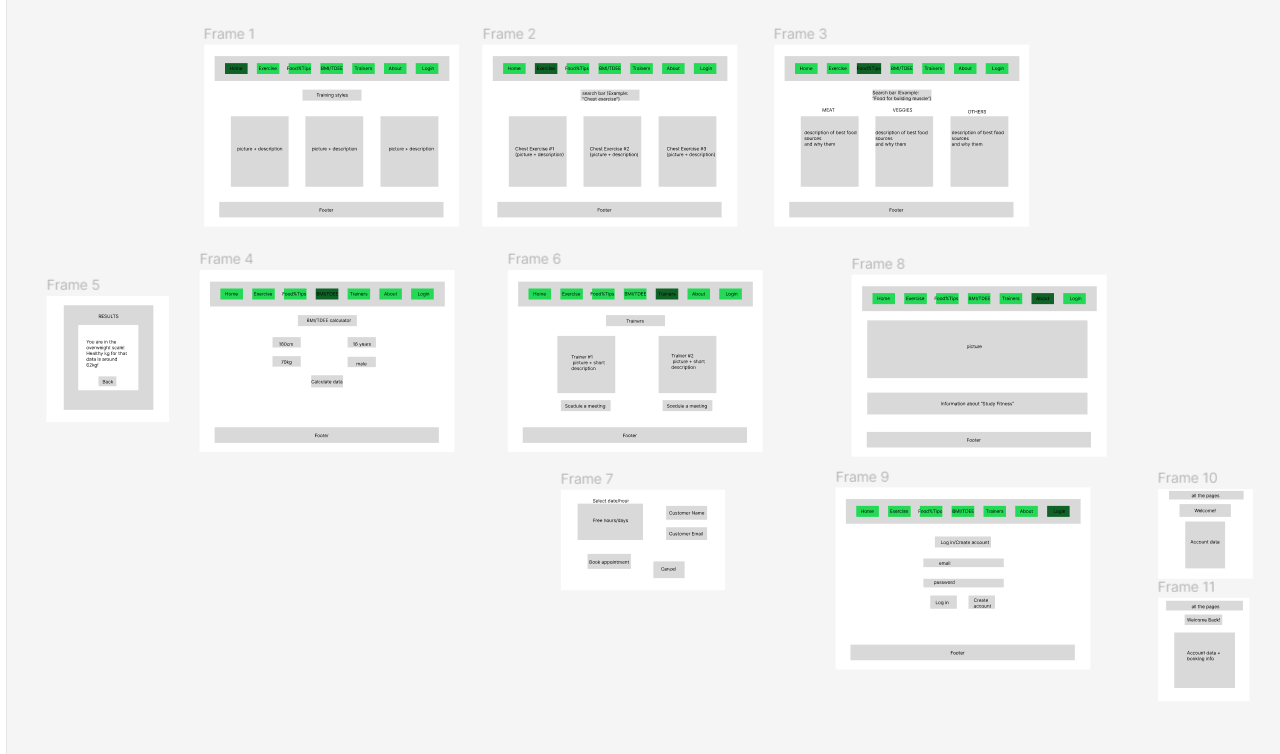 Frame 1
Home Exercise Food%Tips BMI/TDEE Trainers About Login
Training styles
picture + description
picture + description
picture + description
Footer
Frame 2
Home Exercise Food%Tips BMI/TDEE Trainers About Login
search bar (Example:
"Chest exercise")
Chest Exercise #1
(picture + description)
Chest Exercise #2
(picture + description)
Chest Exercise #3
(picture + description)
Footer
Frame 3
Home Exercise Food%Tips BMI/TDEE Trainers About Login
Search bar (Example:
"Food for building muscle")
MEAT
VEGGIES
OTHERS
description of best food
sources
and why them
description of best food
sources
and why them
description of best food
sources
and why them
Footer
Frame 5
RESULTS
You are in the
overweight scale!
Healthy kg for that
data is around
62kg!
Back
Frame 4
Home Exercise Food%Tips BMI/TDEE Trainers About Login
BMI/TDEE calculator
160cm
16 years
70kg
male
Calculate data
Footer
Frame 6
Home Exercise Food%Tips BMI/TDEE Trainers About Login
Trainers
Trainer #1
picture + short
description
Trainer #2
picture + short
description
Scedule a meeting
Scedule a meeting
Footer
Frame 8
Home Exercise Food%Tips BMI/TDEE Trainers About Login
picture
Information about "Study Fitness"
Footer
Frame 7
Select date/hour
Free hours/days
Customer Name
Customer Email
Book appointment
Cancel
Frame 9
Home Exercise Food%Tips BMI/TDEE Trainers About Login
Log in/Create account
email
password
Log in
Create
account
Footer
Frame 10
all the pages
Welcome!
Account data
Frame 11
all the pages
Welcome Back!
Account data +
booking info